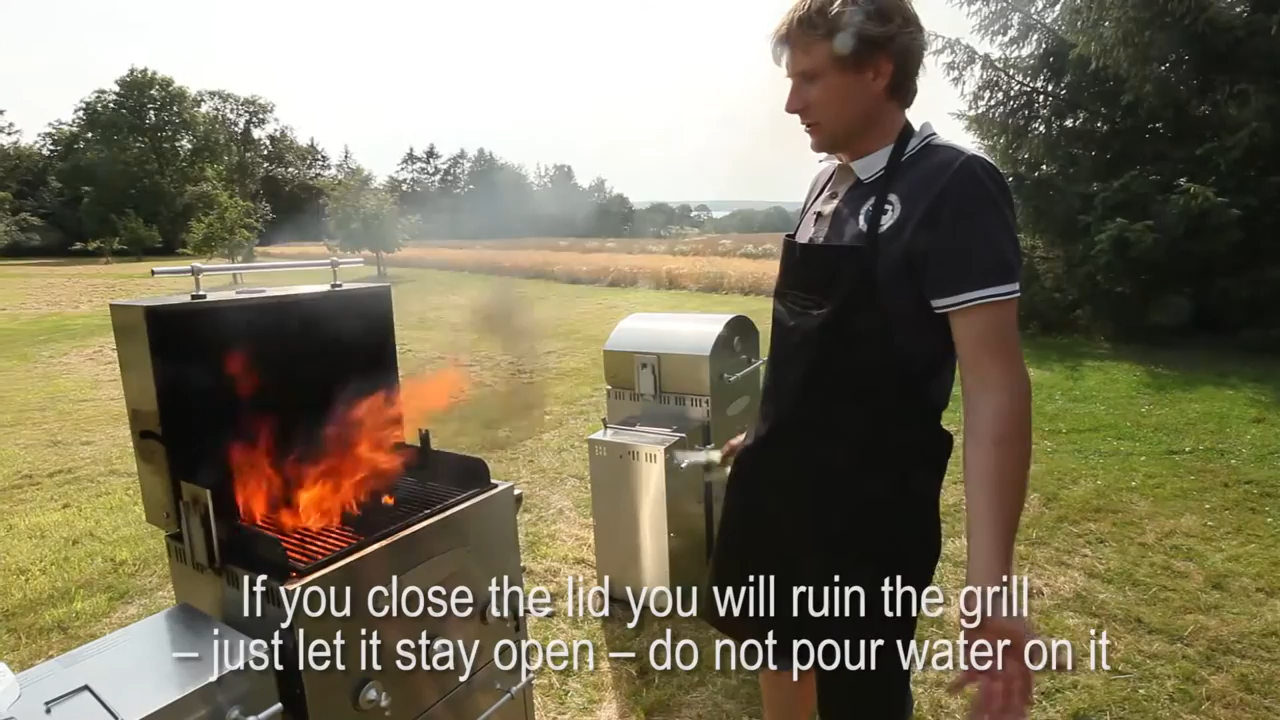 If you close the lid you will ruin the grill
– just let it stay open – do not pour water on it